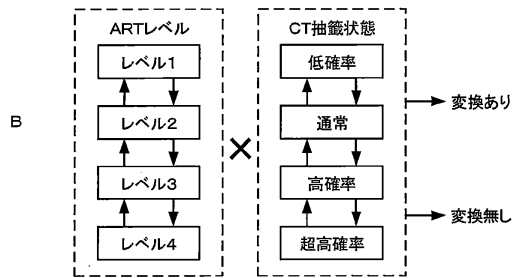 ARTレベル
レベル1
レベル2
レベル3
レベル4
B
×
CT抽籤状態
低確率
通常
高確率
超高確率
変換あり
変換無し